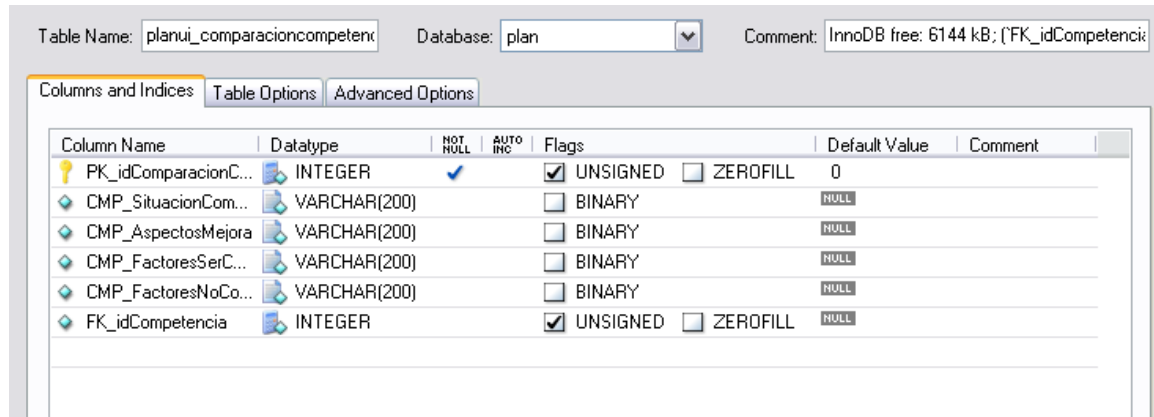 Table Name: planui_comparacioncompetenc Database: plan Comment: InnoDB free: 6144 kB; (`FK_idCompetencia
Columns and Indices Table Options Advanced Options
Column Name Datatype NOT NULL AUTO INC Flags Default Value Comment
PK_idComparacionC... INTEGER UNSIGNED ZEROFILL 0
CMP_SituacionCom... VARCHAR(200) BINARY NULL
CMP_AspectosMejora VARCHAR(200) BINARY NULL
CMP_FactoresSerC... VARCHAR(200) BINARY NULL
CMP_FactoresNoCo... VARCHAR(200) BINARY NULL
FK_idCompetencia INTEGER UNSIGNED ZEROFILL NULL